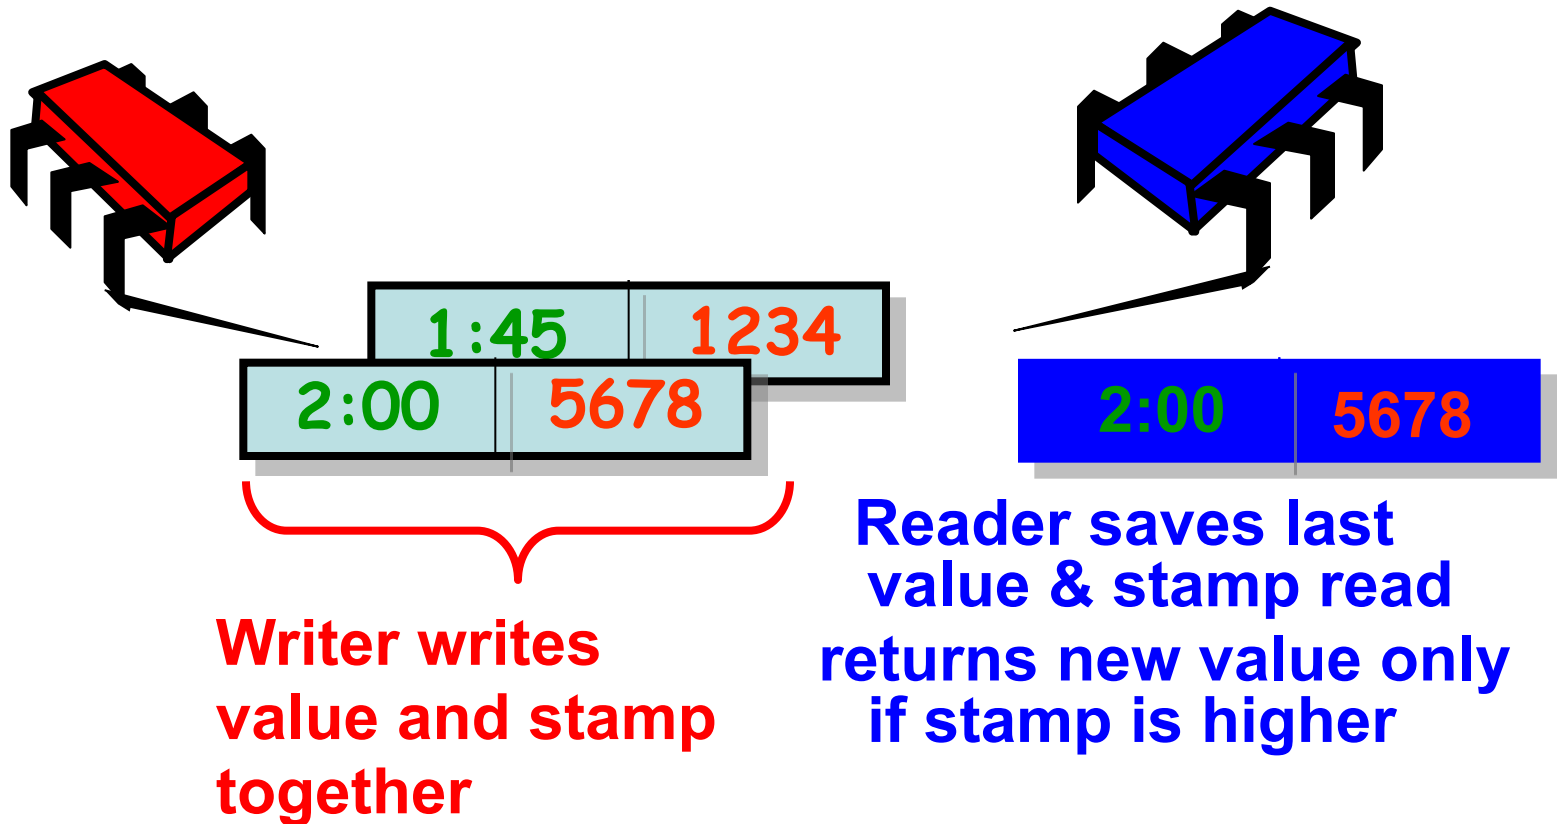 1:45 1234
2:00 5678
2:00 5678
Writer writes
value and stamp
together
Reader saves last
value & stamp read
returns new value only
if stamp is higher